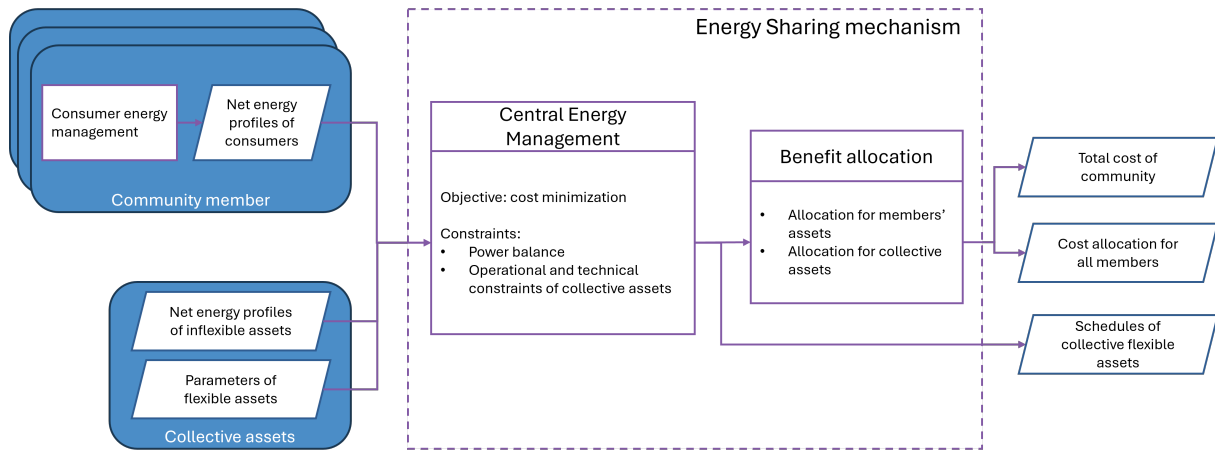 Energy Sharing mechanism
Consumer energy
management
Net energy
profiles of
consumers
Community member
Net energy profiles
of inflexible assets
Parameters of
flexible assets
Collective assets
Central Energy
Management
Objective: cost minimization
Constraints:
• Power balance
• Operational and technical
constraints of collective assets
Benefit allocation
• Allocation for members’
assets
• Allocation for collective
assets
Total cost of
community
Cost allocation for
all members
Schedules of
collective flexible
assets